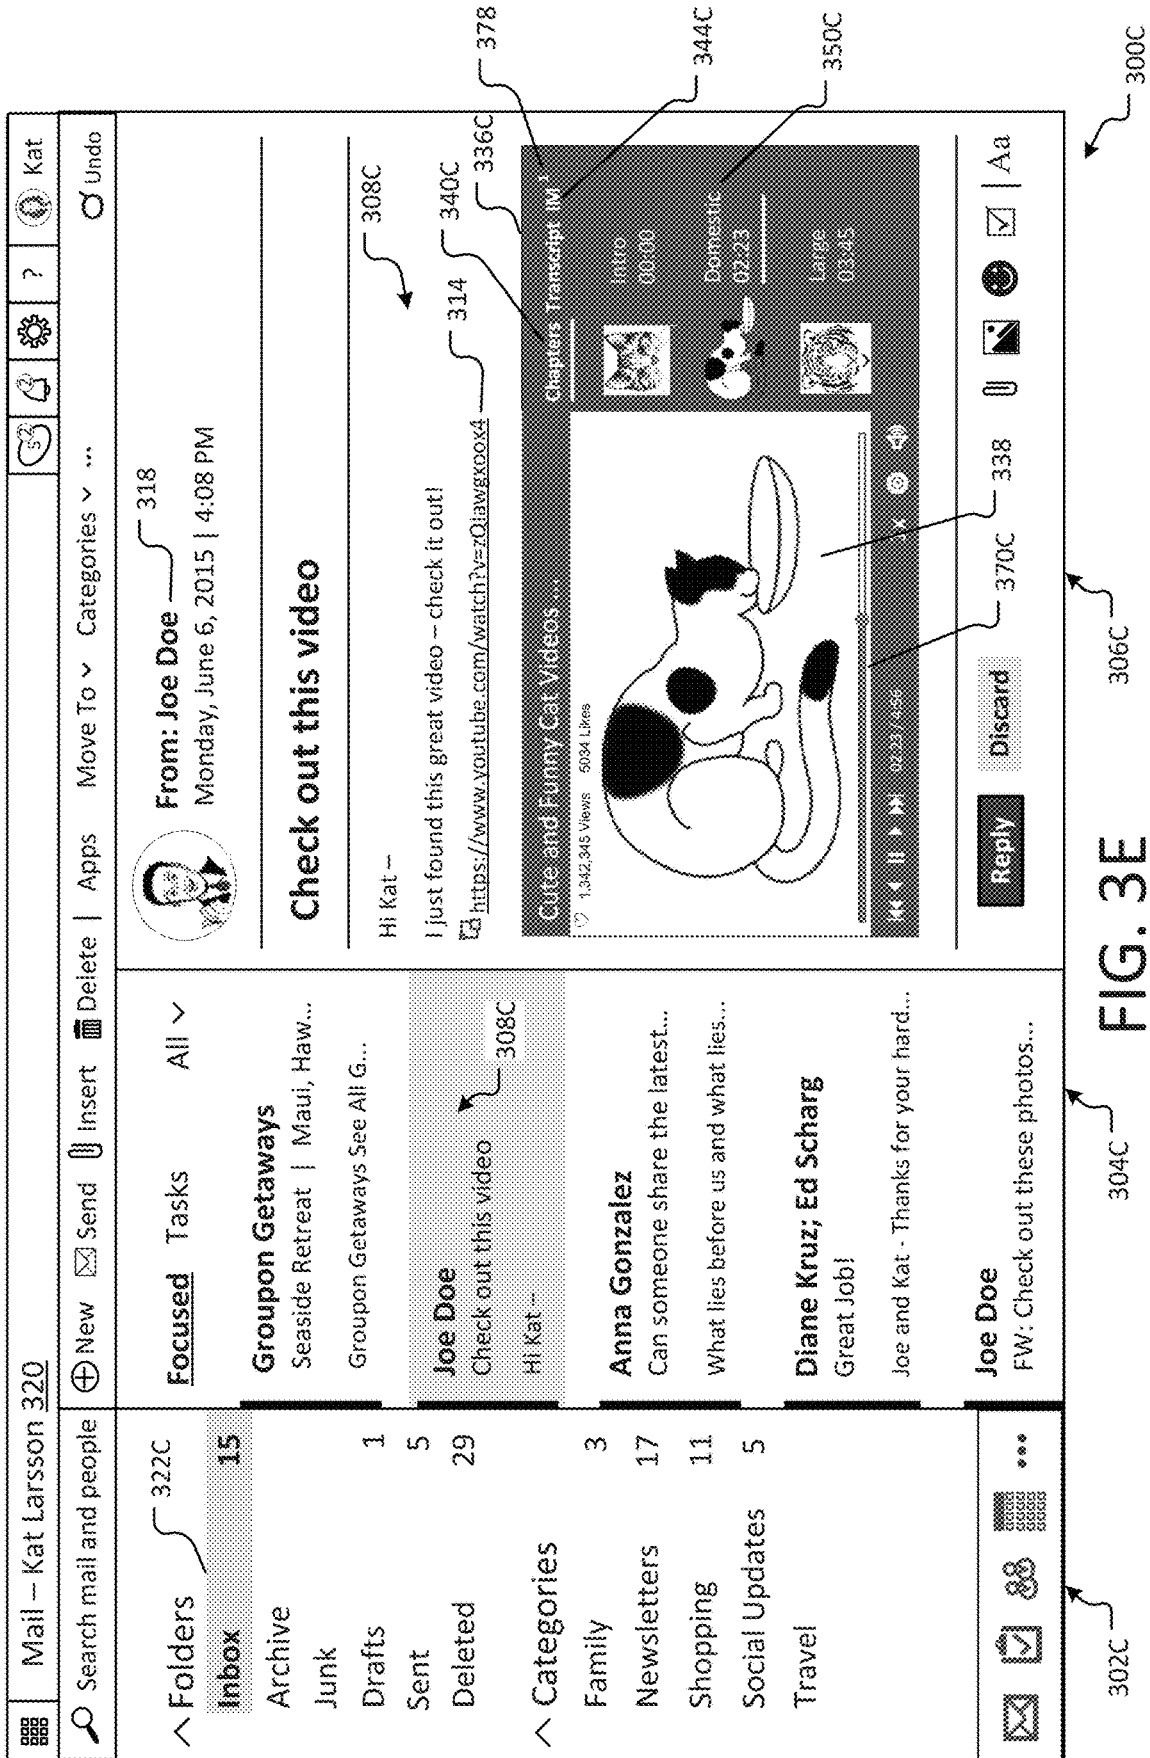 Mail – Kat Larsson 320
?
Kat
Search mail and people
New
Send
Insert
Delete |
Apps
Move To
Categories
...
Undo
Folders
322C
Inbox 15
Archive
Junk
Drafts 1
Sent 5
Deleted 29
Categories
Family 3
Newsletters 17
Shopping 11
Social Updates 5
Travel
Focused Tasks All
Groupon Getaways
Seaside Retreat | Maui, Haw...
Groupon Getaways See All G...
Joe Doe
Check out this video
Hi Kat --
308C
Anna Gonzalez
Can someone share the latest...
What lies before us and what lies...
Diane Kruz; Ed Scharg
Great Job!
Joe and Kat - Thanks for your hard...
Joe Doe
FW: Check out these photos...
From: Joe Doe
318
Monday, June 6, 2015 | 4:08 PM
Check out this video
Hi Kat –
308C
I just found this great video – check it out!
314
340C
336C
378
344C
350C
Cute and Funny Cat Videos ...
Chapters Transcript IM
1,342,345 Views 5034 Likes
Intro
00:00
Domestic
02:23
Large
03:45
338
370C
Reply
Discard
| Aa
302C
304C
306C
300C
FIG. 3E